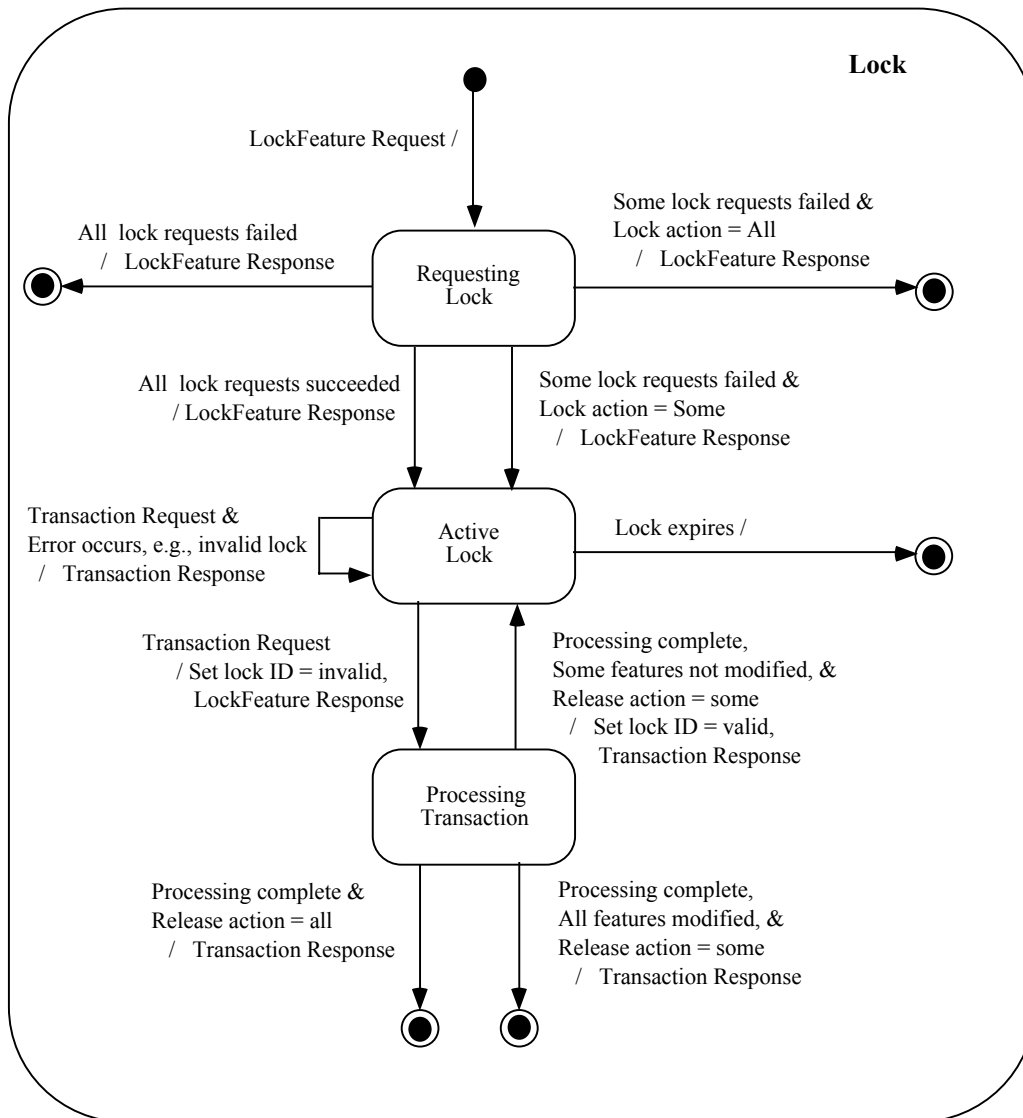 Lock
LockFeature Request /
All lock requests failed
/ LockFeature Response
Some lock requests failed &
Lock action = All
/ LockFeature Response
Requesting
Lock
All lock requests succeeded
/ LockFeature Response
Some lock requests failed &
Lock action = Some
/ LockFeature Response
Transaction Request &
Error occurs, e.g., invalid lock
/ Transaction Response
Active
Lock
Lock expires /
Transaction Request
/ Set lock ID = invalid,
LockFeature Response
Processing complete,
Some features not modified, &
Release action = some
/ Set lock ID = valid,
Transaction Response
Processing
Transaction
Processing complete &
Release action = all
/ Transaction Response
Processing complete,
All features modified, &
Release action = some
/ Transaction Response